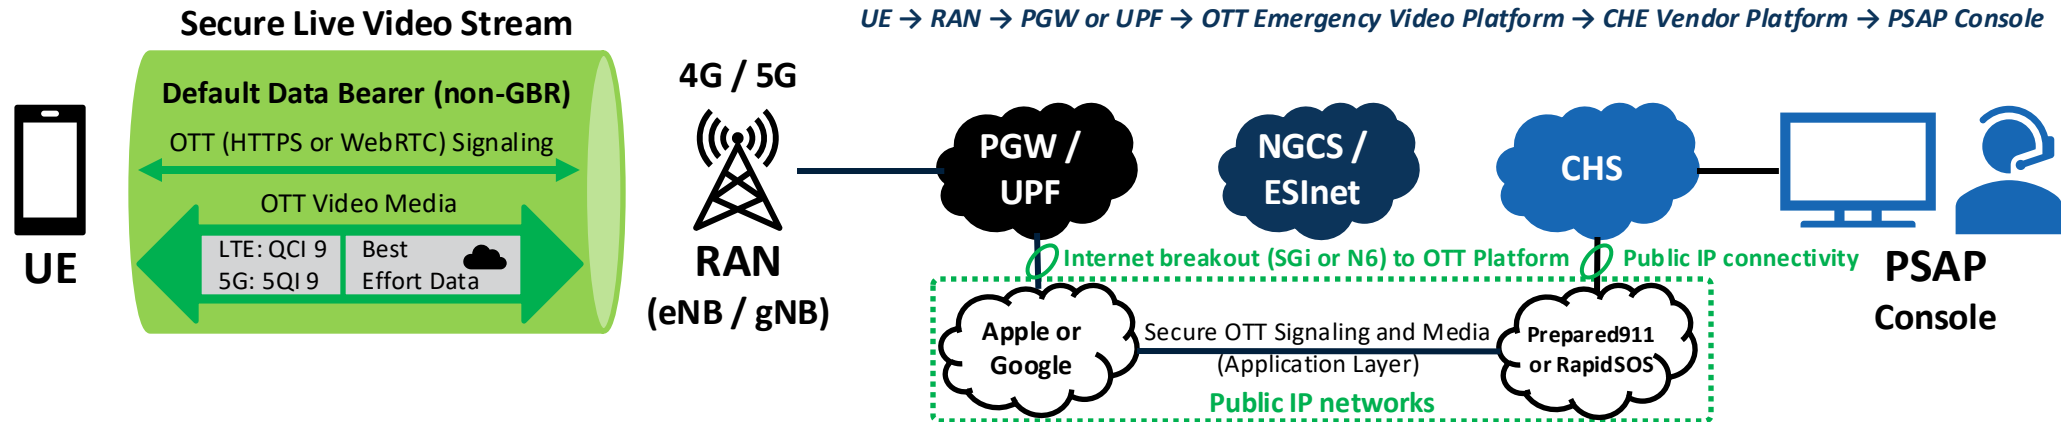 Secure Live Video Stream
UE → RAN → PGW or UPF → OTT Emergency Video Platform → CHE Vendor Platform → PSAP Console
Default Data Bearer (non-GBR)
OTT (HTTPS or WebRTC) Signaling
OTT Video Media
LTE: QCI 9
5G: 5QI 9
Best
Effort Data
UE
4G / 5G
RAN
(eNB / gNB)
PGW /
UPF
NGCS /
ESInet
CHS
Internet breakout (SGi or N6) to OTT Platform
Public IP connectivity
PSAP
Console
Apple or
Google
Secure OTT Signaling and Media
(Application Layer)
Prepared911
or RapidSOS
Public IP networks